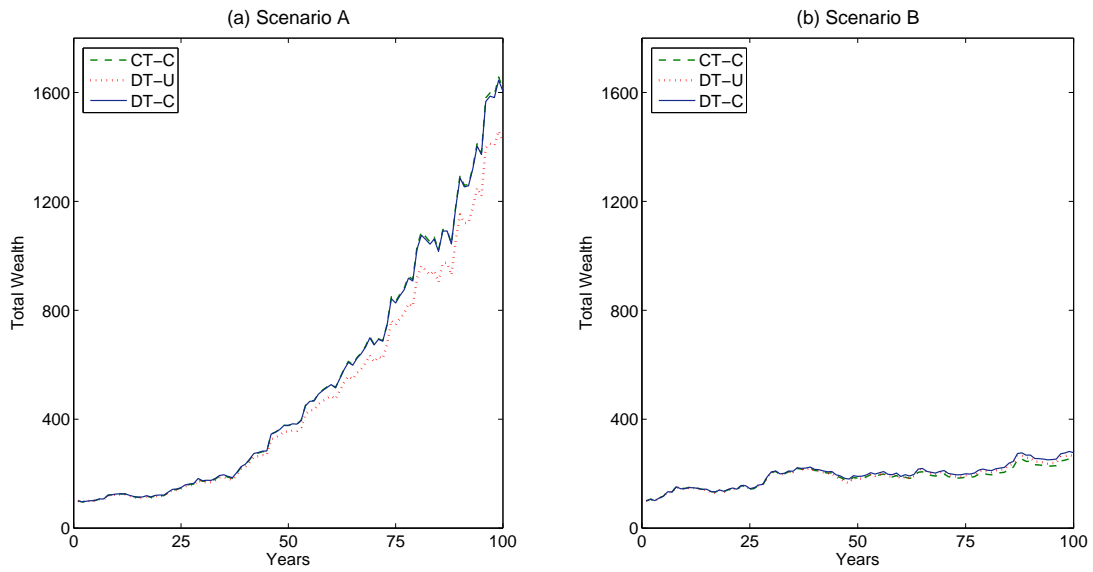 (a) Scenario A
CT−C
DT−U
DT−C
1600
1200
800
400
0
Total Wealth
0 25 50 75 100
Years
(b) Scenario B
CT−C
DT−U
DT−C
1600
1200
800
400
0
Total Wealth
0 25 50 75 100
Years